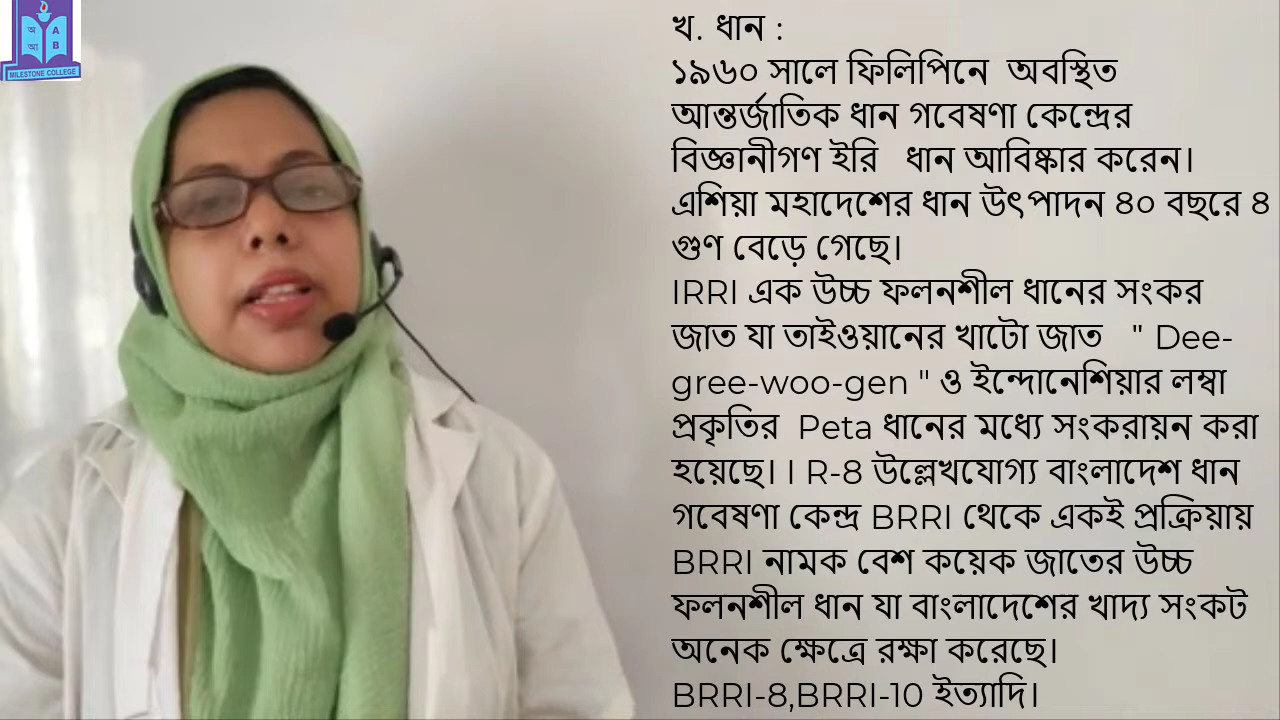 অ A
আ B
MILESTONE COLLEGE
খ. ধান :
১৯৬০ সালে ফিলিপিনে অবস্থিত
আন্তর্জাতিক ধান গবেষণা কেন্দ্রের
বিজ্ঞানীগণ ইরি ধান আবিষ্কার করেন।
এশিয়া মহাদেশের ধান উৎপাদন ৪০ বছরে ৪
গুণ বেড়ে গেছে।
IRRI এক উচ্চ ফলনশীল ধানের সংকর
জাত যা তাইওয়ানের খাটো জাত " Dee-
gree-woo-gen " ও ইন্দোনেশিয়ার লম্বা
প্রকৃতির Peta ধানের মধ্যে সংকরায়ন করা
হয়েছে। I R-8 উল্লেখযোগ্য বাংলাদেশ ধান
গবেষণা কেন্দ্র BRRI থেকে একই প্রক্রিয়ায়
BRRI নামক বেশ কয়েক জাতের উচ্চ
ফলনশীল ধান যা বাংলাদেশের খাদ্য সংকট
অনেক ক্ষেত্রে রক্ষা করেছে।
BRRI-8,BRRI-10 ইত্যাদি।